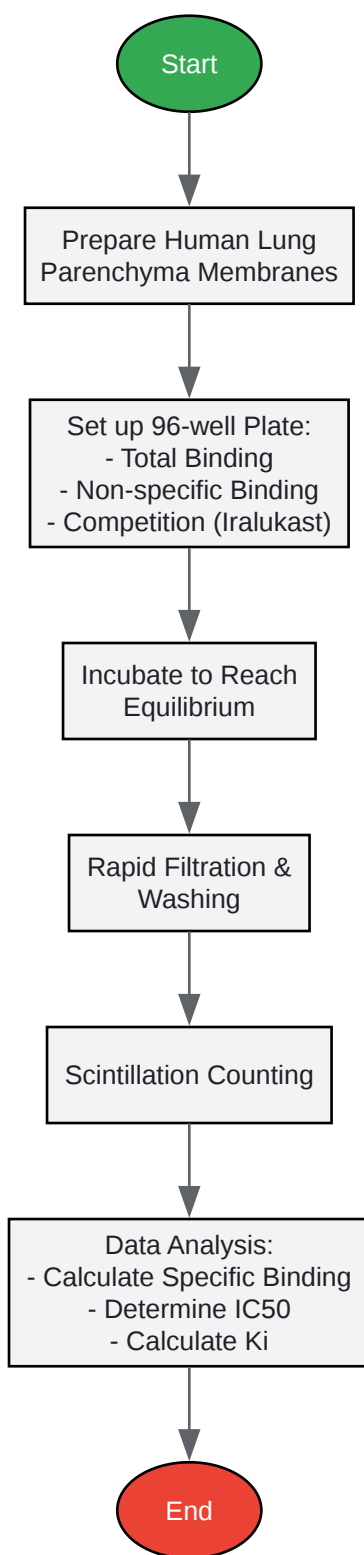 Start
Prepare Human Lung
Parenchyma Membranes
Set up 96-well Plate:
- Total Binding
- Non-specific Binding
- Competition (Iralukast)
Incubate to Reach
Equilibrium
Rapid Filtration &
Washing
Scintillation Counting
Data Analysis:
- Calculate Specific Binding
- Determine IC50
- Calculate Ki
End